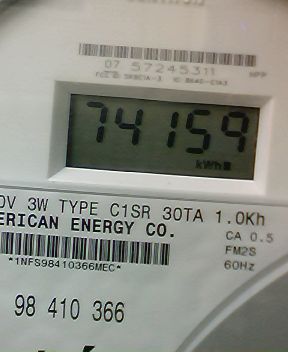 07 57245311
74159
kWh
0V 3W TYPE C1SR 30TA 1.0Kh
ERICAN ENERGY CO.
CA 0.5
FM2S
60Hz
*1NFS98410366MEC*
98 410 366